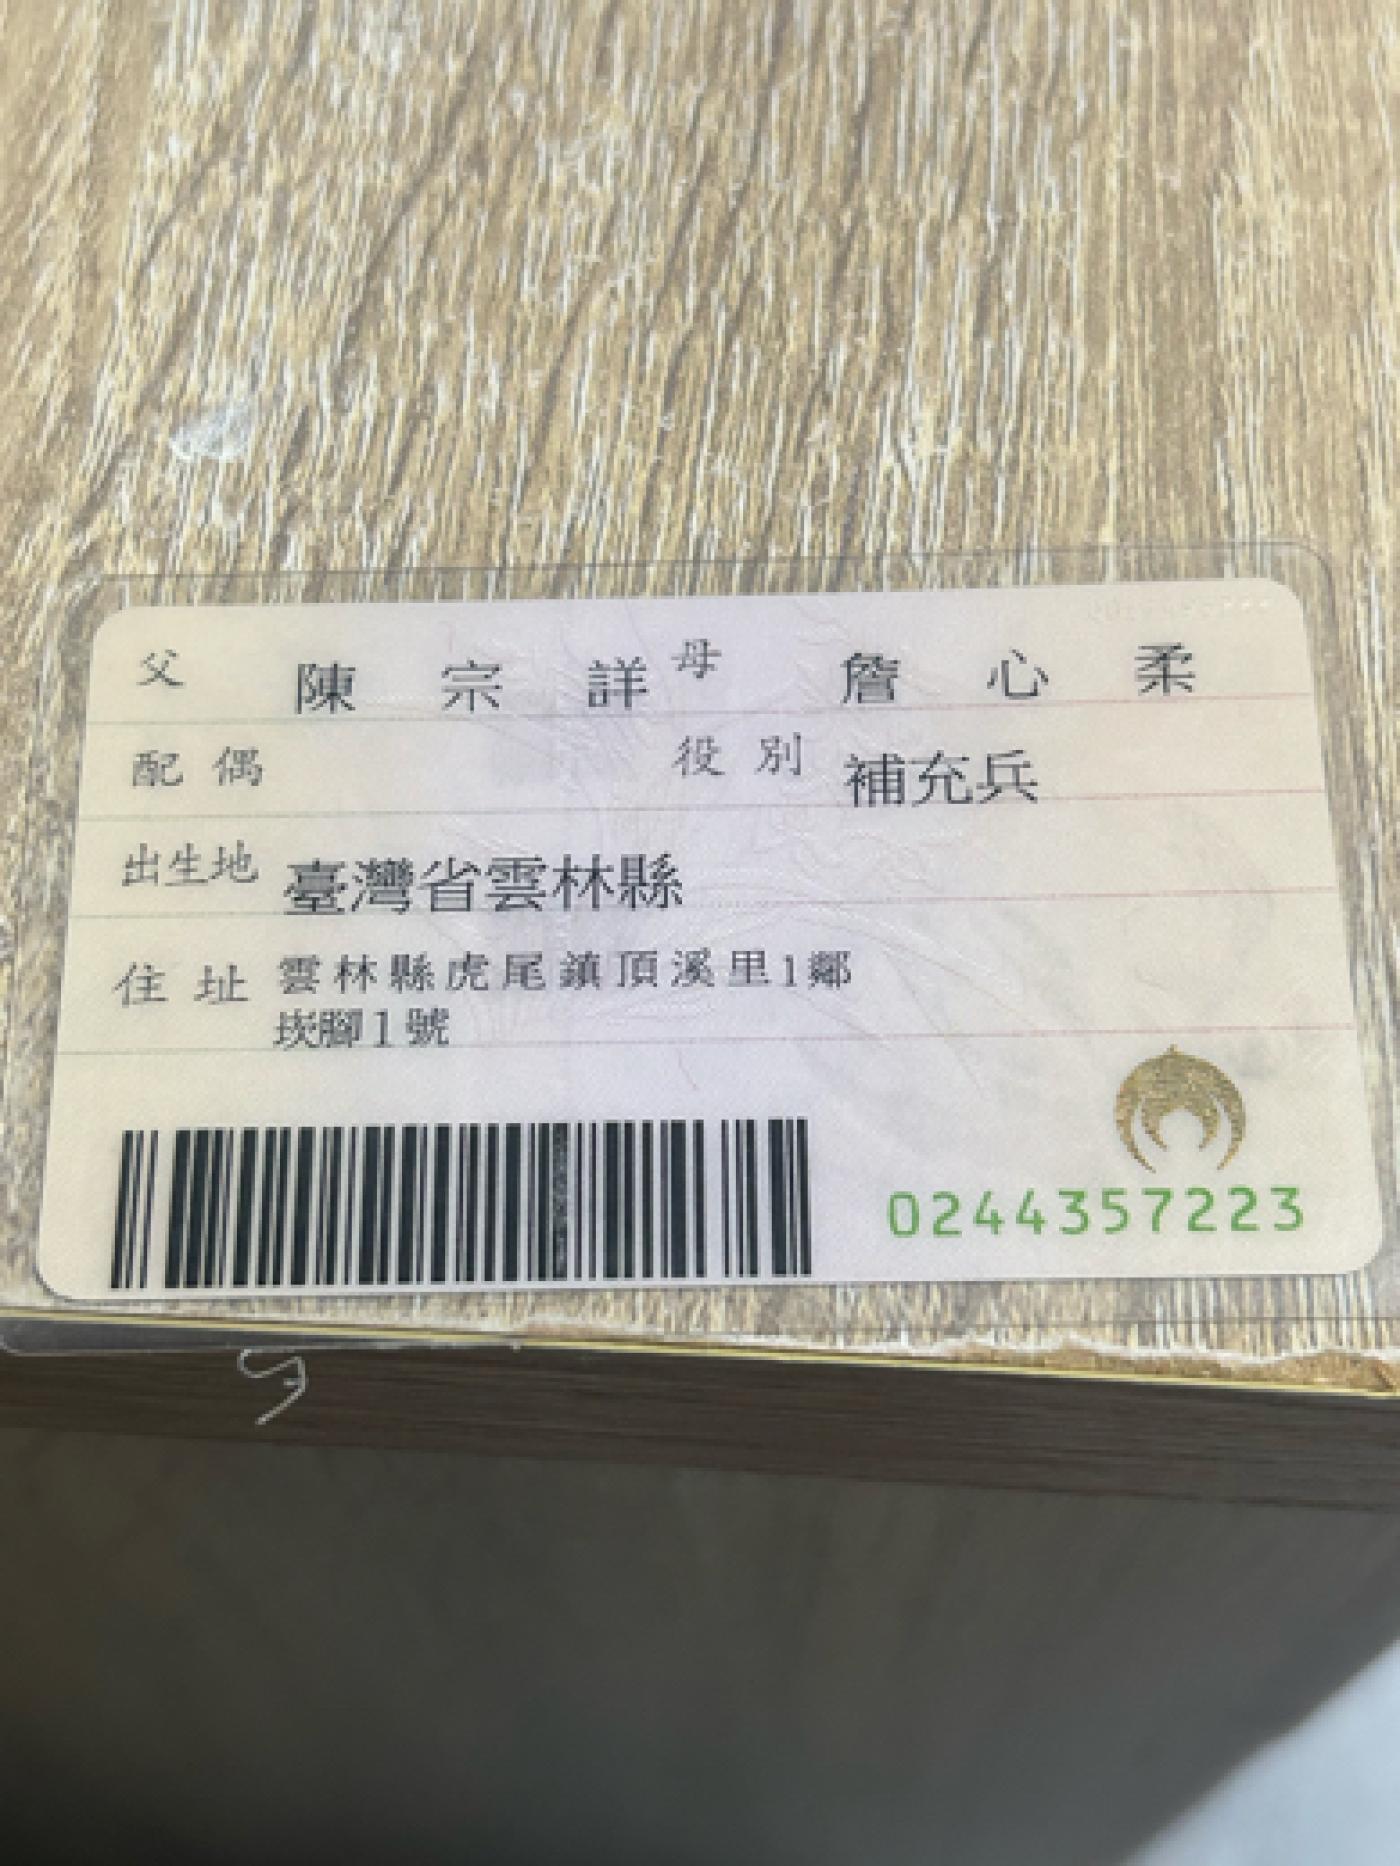 父 陳宗詳 母 詹心柔
配偶 役別 補充兵
出生地 臺灣省雲林縣
住址 雲林縣虎尾鎮頂溪里1鄰
崁腳1號
0244357223